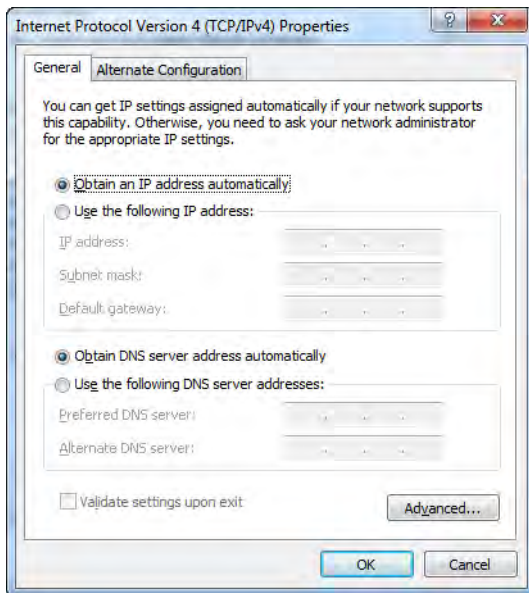 Internet Protocol Version 4 (TCP/IPv4) Properties
General
Alternate Configuration
You can get IP settings assigned automatically if your network supports
this capability. Otherwise, you need to ask your network administrator
for the appropriate IP settings.
Obtain an IP address automatically
Use the following IP address:
IP address:
Subnet mask:
Default gateway:
Obtain DNS server address automatically
Use the following DNS server addresses:
Preferred DNS server:
Alternate DNS server:
Validate settings upon exit
Advanced...
OK
Cancel